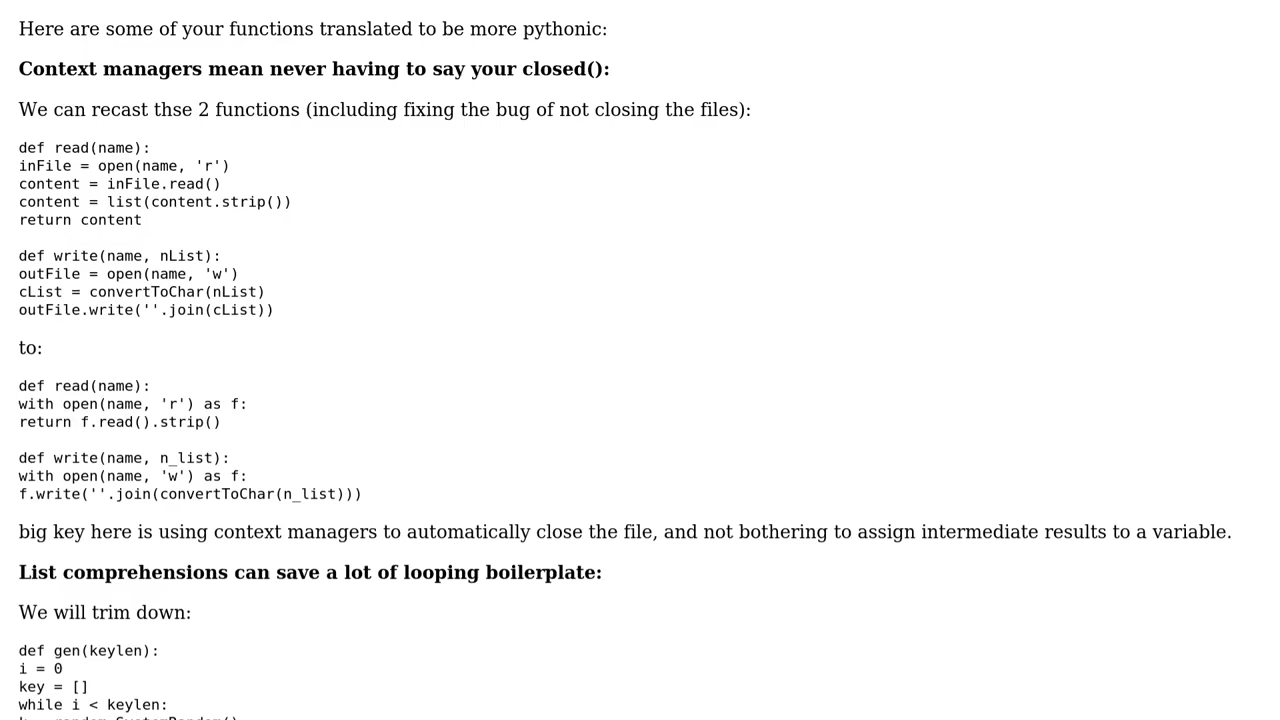 Here are some of your functions translated to be more pythonic:
Context managers mean never having to say your closed():
We can recast thse 2 functions (including fixing the bug of not closing the files):
def read(name):
inFile = open(name, 'r')
content = inFile.read()
content = list(content.strip())
return content
def write(name, nList):
outFile = open(name, 'w')
cList = convertToChar(nList)
outFile.write(''.join(cList))
to:
def read(name):
with open(name, 'r') as f:
return f.read().strip()
def write(name, n_list):
with open(name, 'w') as f:
f.write(''.join(convertToChar(n_list)))
big key here is using context managers to automatically close the file, and not bothering to assign intermediate results to a variable.
List comprehensions can save a lot of looping boilerplate:
We will trim down:
def gen(keylen):
i = 0
key = []
while i < keylen: